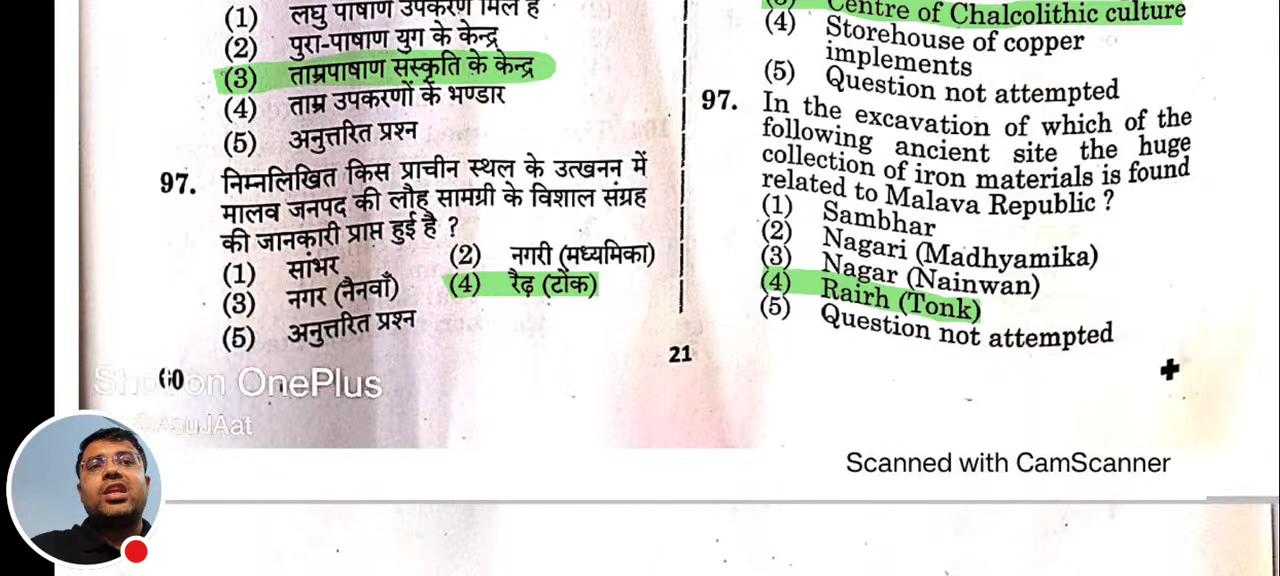 (1) लघु पाषाण उपकरण मिले हैं
(2) पुरा-पाषाण युग के केन्द्र
(3) ताम्रपाषाण संस्कृति के केन्द्र
(4) ताम्र उपकरणों के भण्डार
(5) अनुत्तरित प्रश्न
97. निम्नलिखित किस प्राचीन स्थल के उत्खनन में
मालव जनपद की लौह सामग्री के विशाल संग्रह
की जानकारी प्राप्त हुई है ?
(1) सांभर (2) नगरी (मध्यमिका)
(3) नगर (नैनवाँ) (4) रैढ़ (टोंक)
(5) अनुत्तरित प्रश्न
(3) Centre of Chalcolithic culture
(4) Storehouse of copper
implements
(5) Question not attempted
97. In the excavation of which of the
following ancient site the huge
collection of iron materials is found
related to Malava Republic ?
(1) Sambhar
(2) Nagari (Madhyamika)
(3) Nagar (Nainwan)
(4) Rairh (Tonk)
(5) Question not attempted
60
21
Shot on OnePlus
@AsuJAat
Scanned with CamScanner